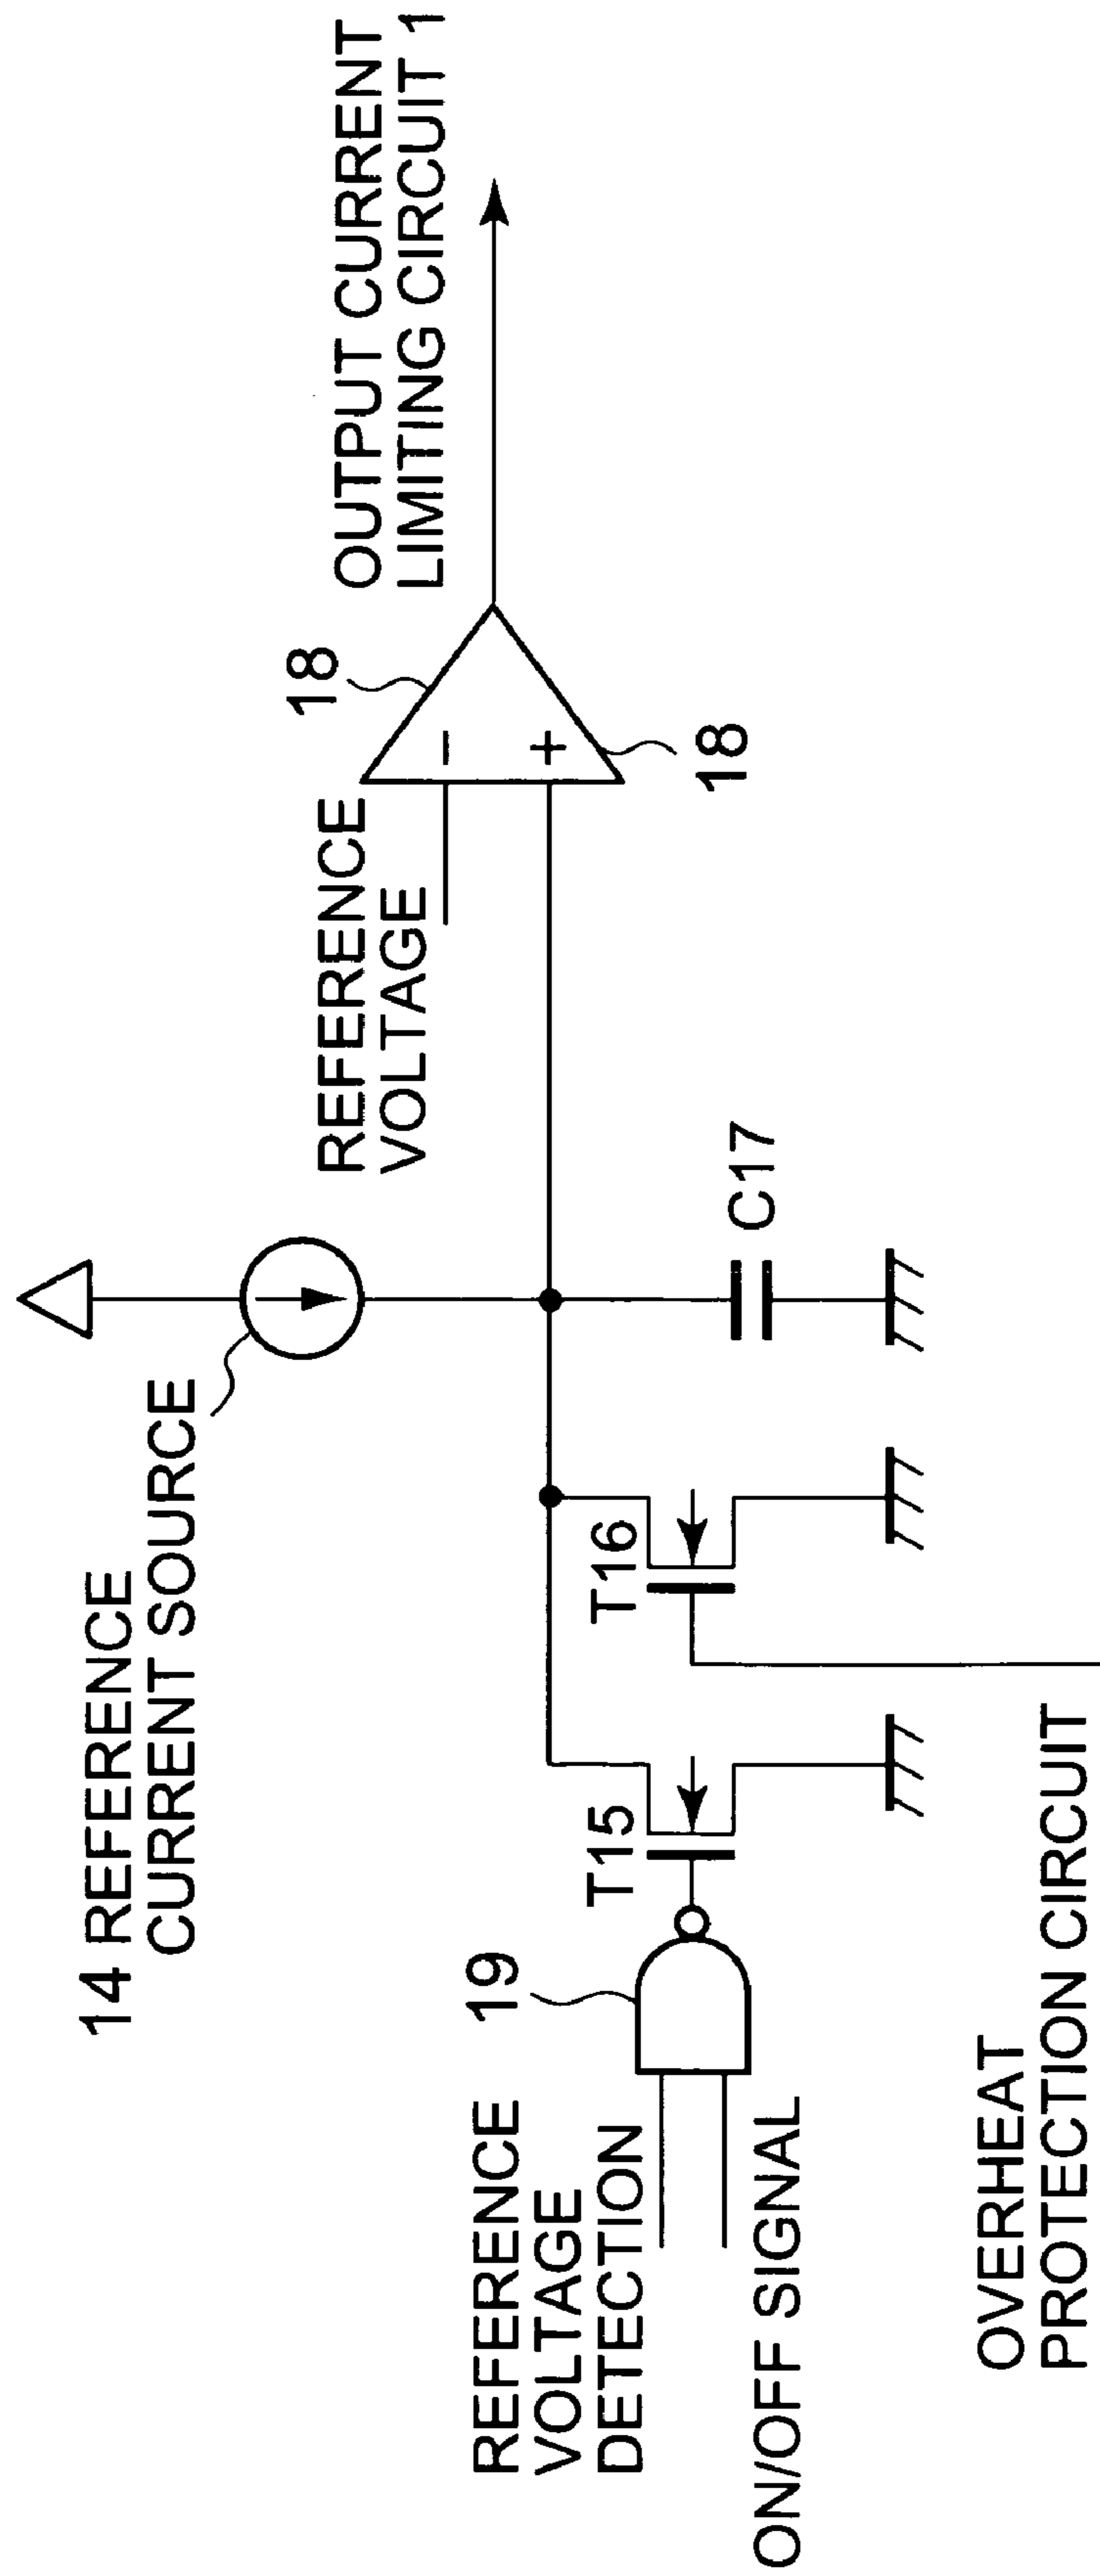 14 REFERENCE
CURRENT SOURCE
REFERENCE
VOLTAGE
18
OUTPUT CURRENT
LIMITING CIRCUIT 1
−
+
18
REFERENCE
VOLTAGE
DETECTION
19
T15
T16
C17
ON/OFF SIGNAL
OVERHEAT
PROTECTION CIRCUIT